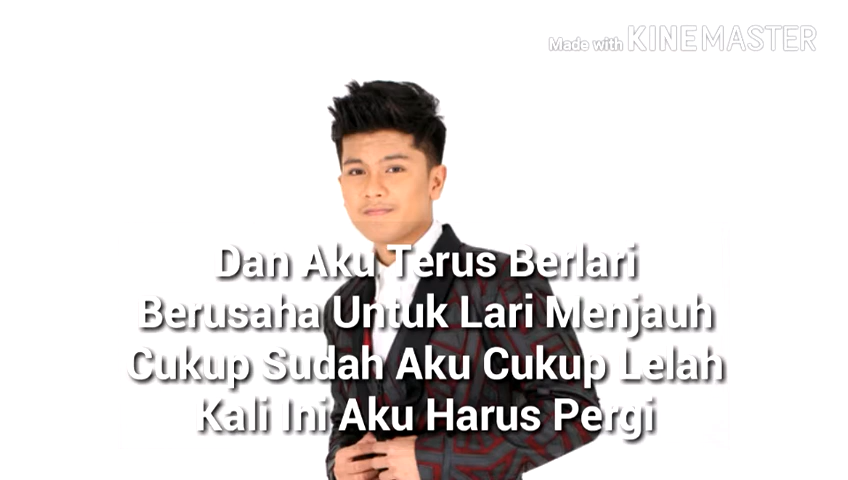 Made with KINEMASTER
Dan Aku Terus Berlari
Berusaha Untuk Lari Menjauh
Cukup Sudah Aku Cukup Lelah
Kali Ini Aku Harus Pergi